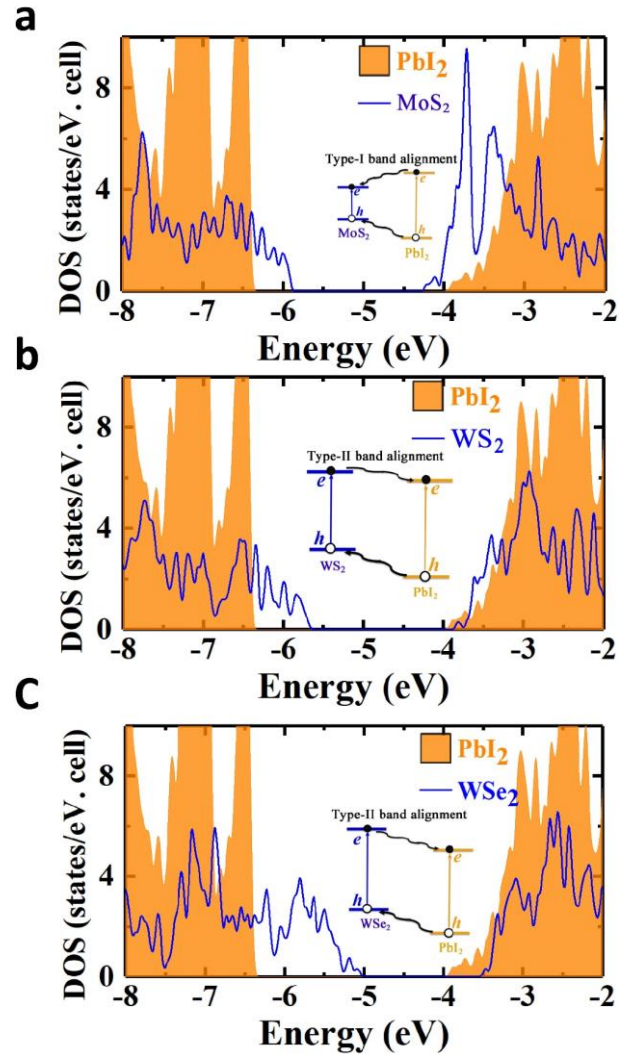 a
DOS (states/eV. cell)
8
4
0
PbI₂
MoS₂
Type-I band alignment
e
e
h
h
MoS₂
PbI₂
-8 -7 -6 -5 -4 -3 -2
Energy (eV)
b
DOS (states/eV. cell)
8
4
0
PbI₂
WS₂
Type-II band alignment
e
e
h
h
WS₂
PbI₂
-8 -7 -6 -5 -4 -3 -2
Energy (eV)
C
DOS (states/eV. cell)
8
4
0
PbI₂
WSe₂
Type-II band alignment
e
e
h
h
WSe₂
PbI₂
-8 -7 -6 -5 -4 -3 -2
Energy (eV)